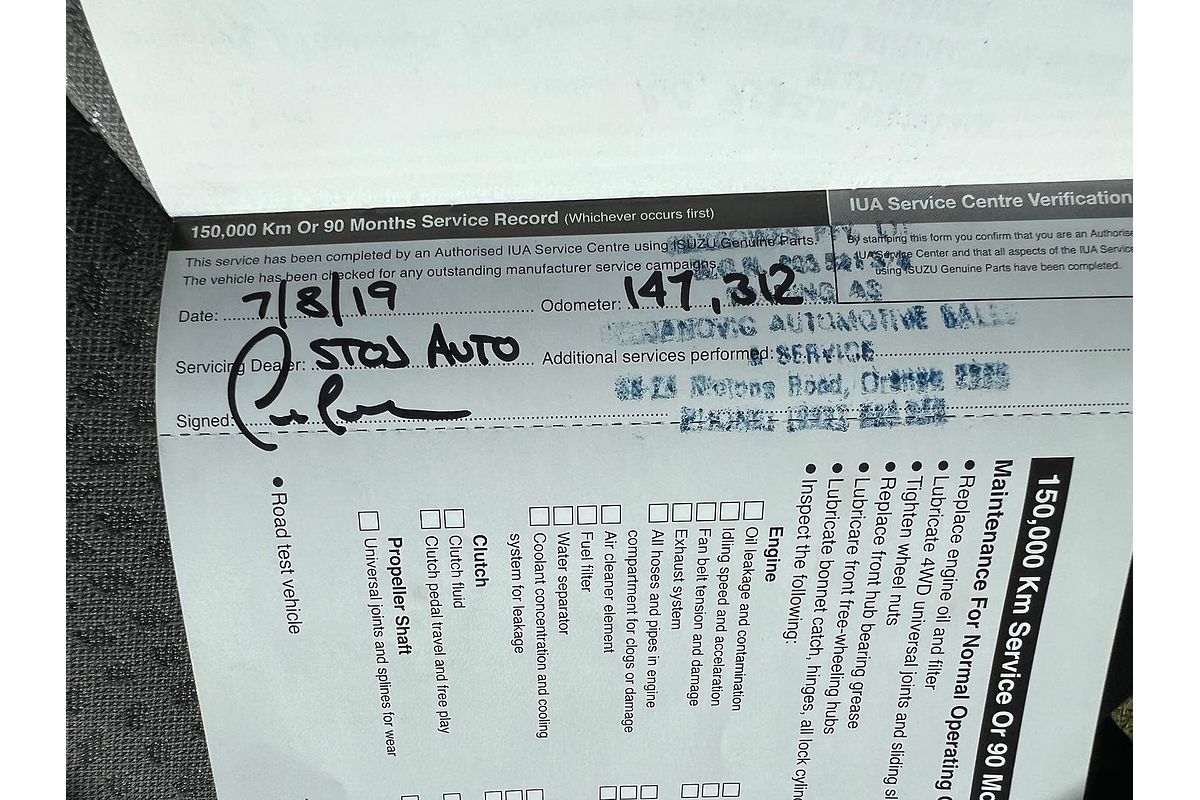 150,000 Km Or 90 Months Service Record (Whichever occurs first)
This service has been completed by an Authorised IUA Service Centre using ISUZU Genuine Parts.
The vehicle has been checked for any outstanding manufacturer service campaigns.
Date: 7/8/19 Odometer: 147,312
Servicing Dealer: STOJ AUTO Additional services performed:
Signed:
IUA Service Centre Verification
By stamping this form you confirm that you are an Authorise
IUA Service Center and that all aspects of the IUA Service
using ISUZU Genuine Parts have been completed.
AUTOMOTIVE SALES
SERVICE
Molong Road, Orange
150,000 Km Service Or 90 Mo
Maintenance For Normal Operating
• Replace engine oil and filter
• Lubricate 4WD universal joints and sliding
• Tighten wheel nuts
• Replace front hub bearing grease
• Lubricare front free-wheeling hubs
• Lubricate bonnet catch, hinges, all lock
• Inspect the following:
Engine
Oil leakage and contamination
Idling speed and accelaration
Fan belt tension and damage
Exhaust system
All hoses and pipes in engine
compartment for clogs or damage
Air cleaner element
Fuel filter
Water separator
Coolant concentration and cooling
system for leakage
Clutch
Clutch fluid
Clutch pedal travel and free play
Propeller Shaft
Universal joints and splines for wear
• Road test vehicle